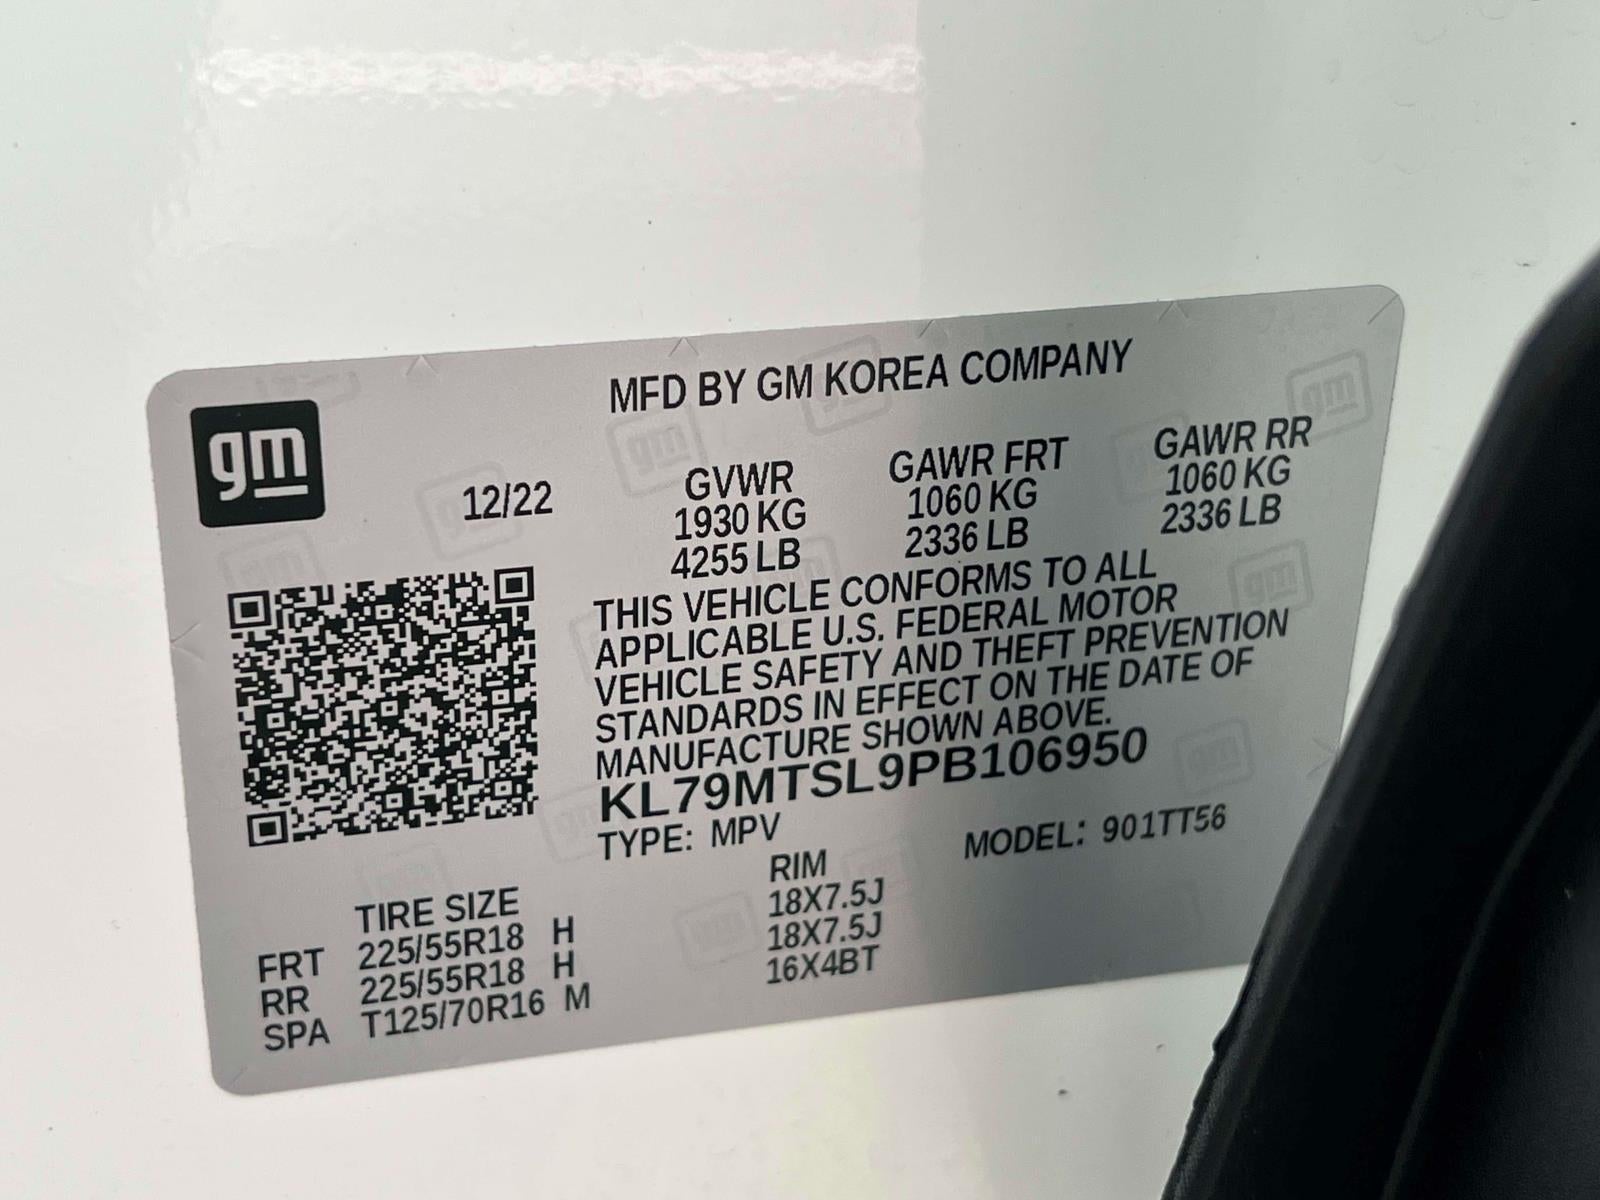 MFD BY GM KOREA COMPANY
gm
12/22
GVWR GAWR FRT GAWR RR
1930 KG 1060 KG 1060 KG
4255 LB 2336 LB 2336 LB
THIS VEHICLE CONFORMS TO ALL
APPLICABLE U.S. FEDERAL MOTOR
VEHICLE SAFETY AND THEFT PREVENTION
STANDARDS IN EFFECT ON THE DATE OF
MANUFACTURE SHOWN ABOVE.
KL79MTSL9PB106950
TYPE: MPV MODEL: 901TT56
TIRE SIZE RIM
FRT 225/55R18 H 18X7.5J
RR 225/55R18 H 18X7.5J
SPA T125/70R16 M 16X4BT